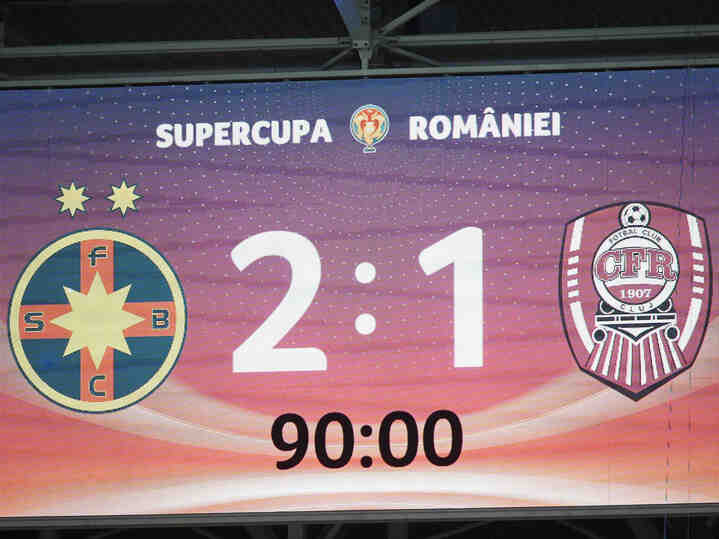 SUPERCUPA ROMÂNIEI
F
S B
C
2:1
FOTBAL CLUB
CFR
1907
CLUJ
90:00